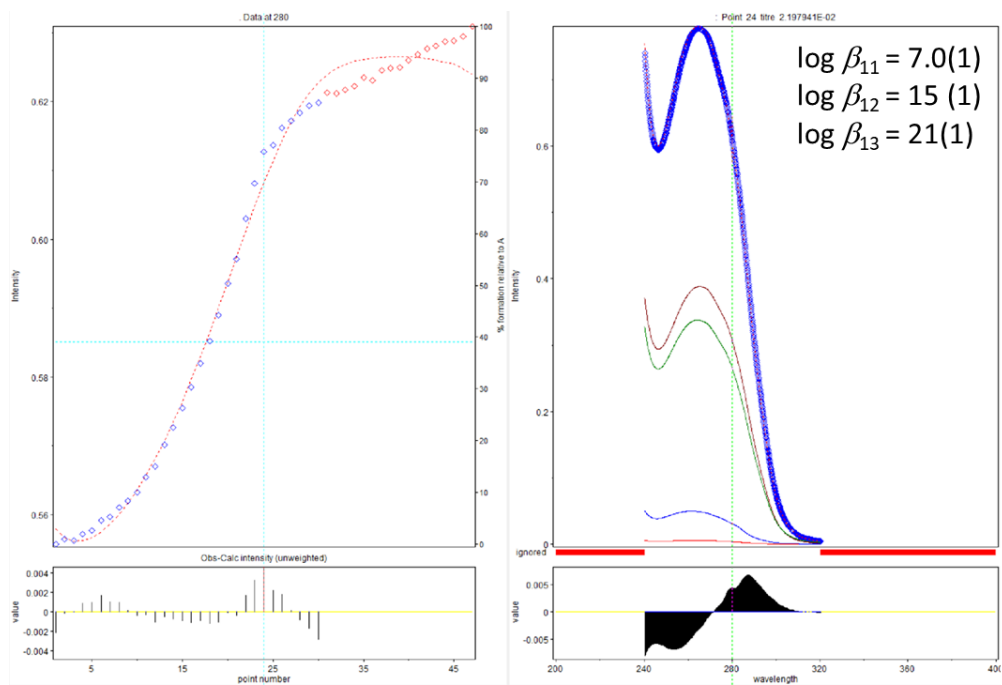 . Data at 280
Intensity
0.62
0.60
0.58
0.56
100
90
80
70
60
50
40
30
20
10
0
% formation relative to A
Obs-Calc intensity (unweighted)
value
0.004
0.002
0
-0.002
-0.004
5
15
25
35
45
point number
: Point 24 titre 2.197941E-02
log β11 = 7.0(1)
log β12 = 15 (1)
log β13 = 21(1)
Intensity
0.6
0.4
0.2
0
ignored
value
0.005
0
-0.005
200
240
280
320
360
400
wavelength